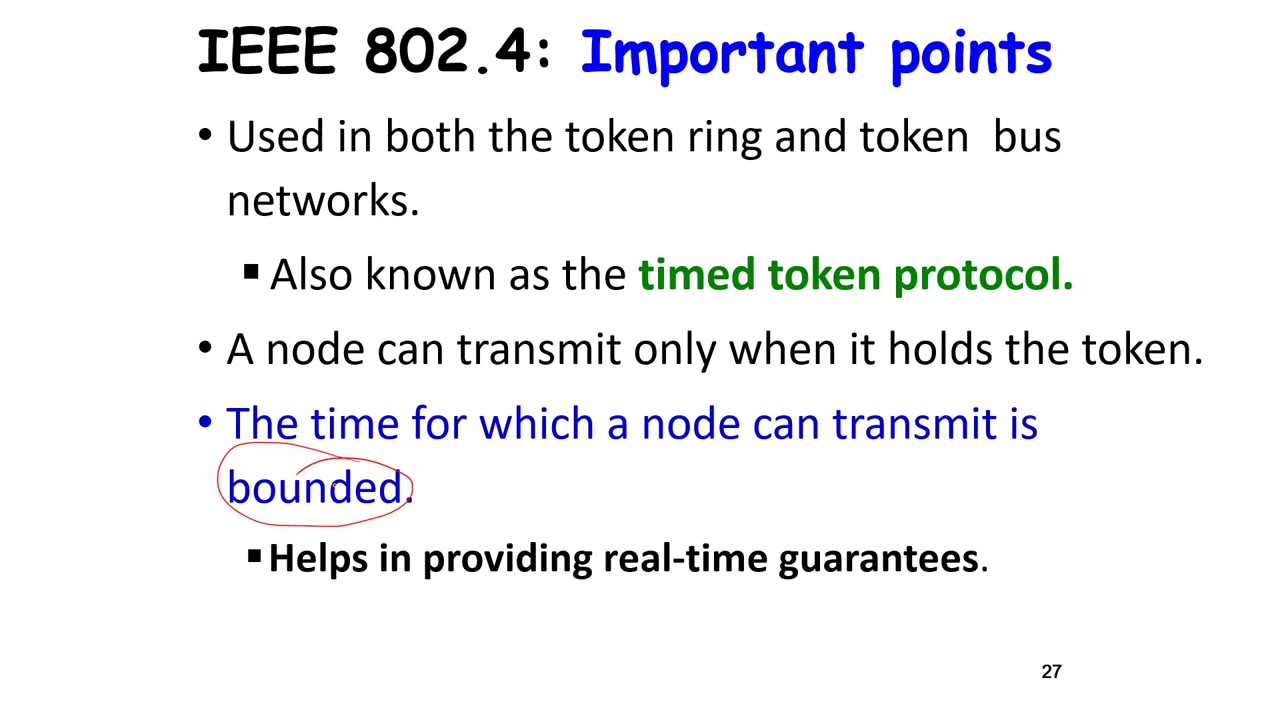 IEEE 802.4: Important points
• Used in both the token ring and token bus
networks.
▪ Also known as the timed token protocol.
• A node can transmit only when it holds the token.
• The time for which a node can transmit is
bounded.
▪ Helps in providing real-time guarantees.
27